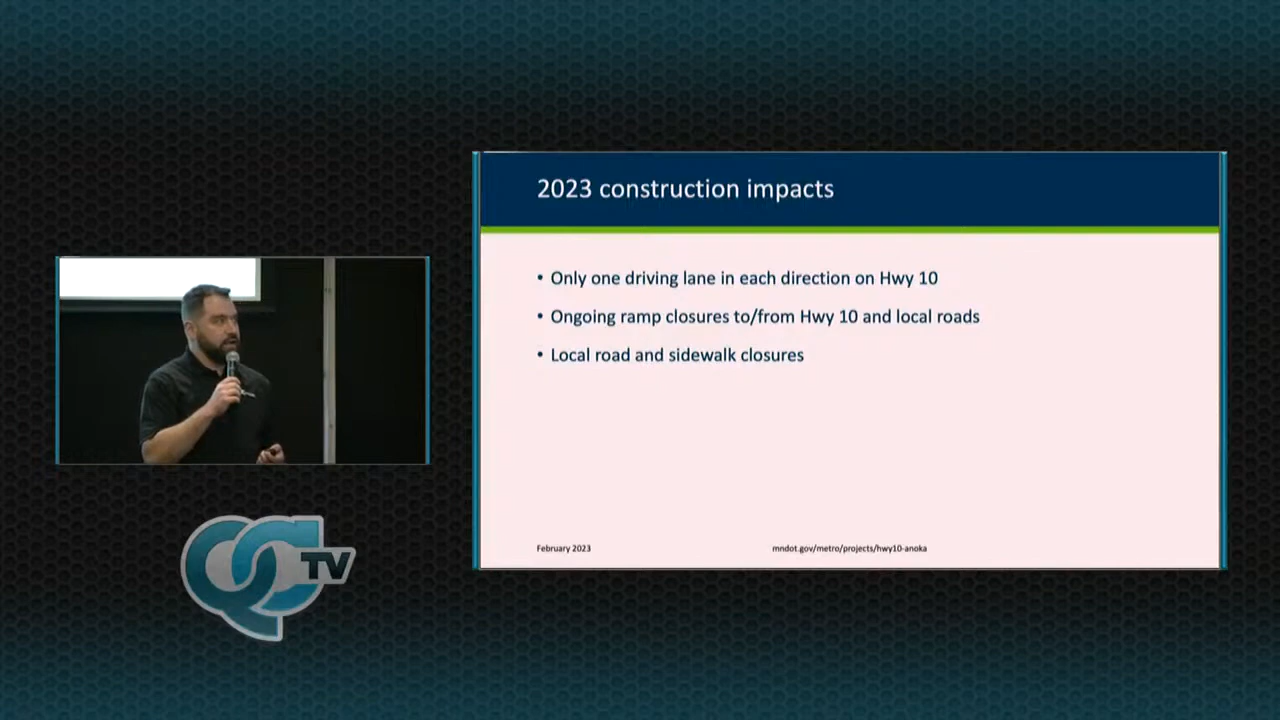 2023 construction impacts
• Only one driving lane in each direction on Hwy 10
• Ongoing ramp closures to/from Hwy 10 and local roads
• Local road and sidewalk closures
February 2023
mndot.gov/metro/projects/hwy10-anoka
QC TV